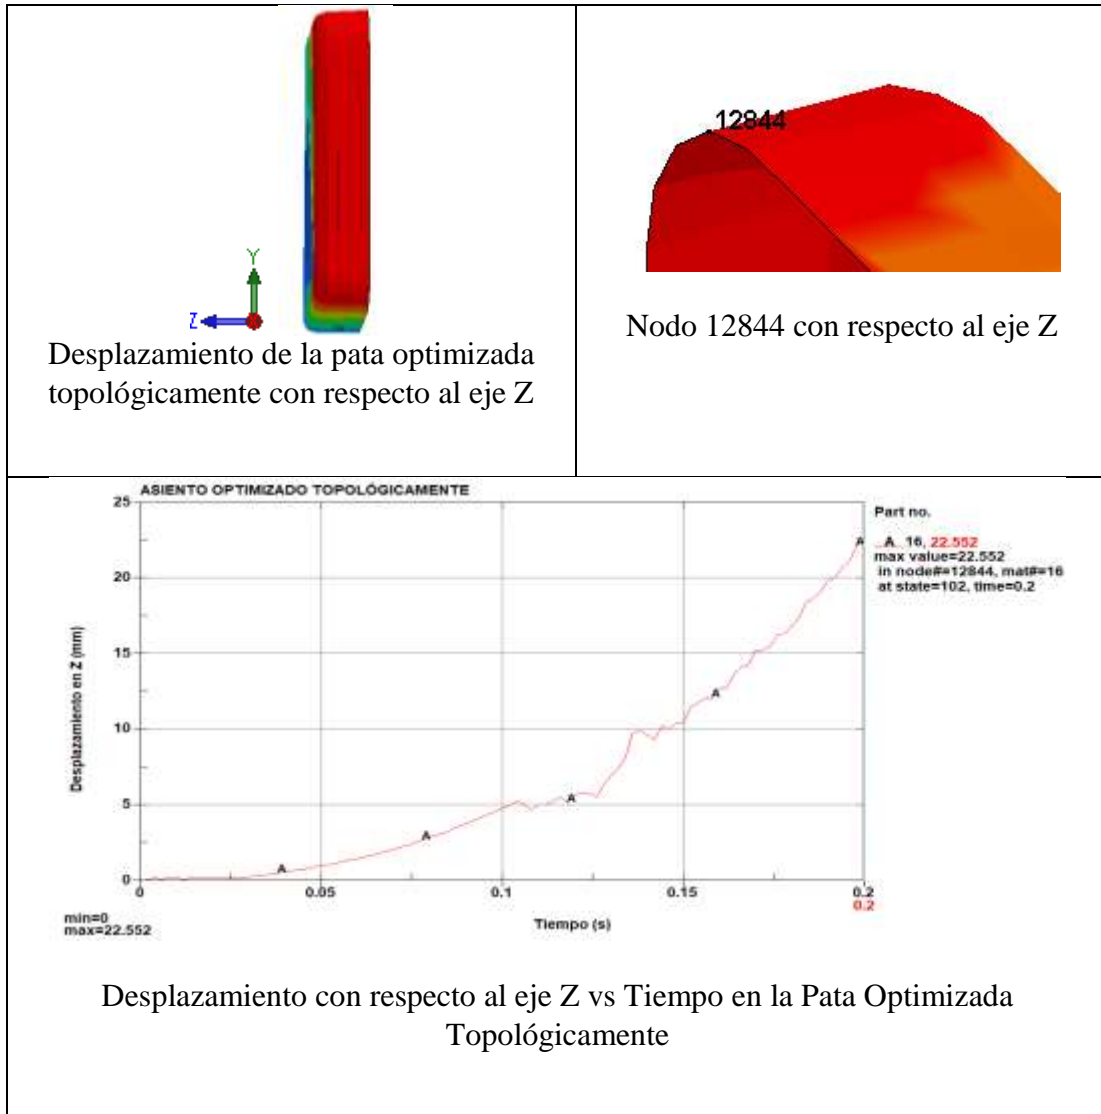 Y
Z
Desplazamiento de la pata optimizada
topológicamente con respecto al eje Z
12844
Nodo 12844 con respecto al eje Z
ASIENTO OPTIMIZADO TOPOLÓGICAMENTE
25
20
15
10
5
0
Desplazamiento en Z (mm)
A
A
A
A
A
0
0.05
0.1
0.15
0.2
0.2
min=0
max=22.552
Tiempo (s)
Part no.
A 16, 22.552
max value=22.552
in node#=12844, mat#=16
at state=102, time=0.2
Desplazamiento con respecto al eje Z vs Tiempo en la Pata Optimizada
Topológicamente